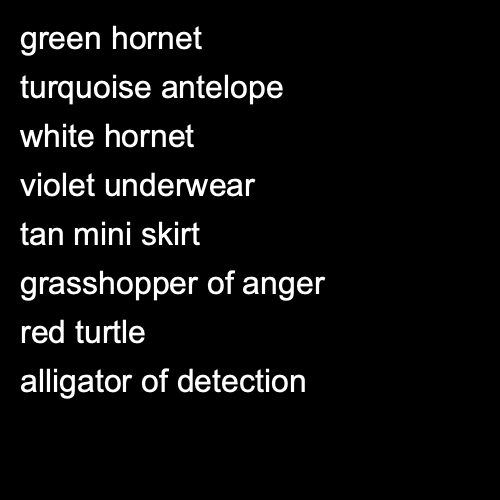 green hornet
turquoise antelope
white hornet
violet underwear
tan mini skirt
grasshopper of anger
red turtle
alligator of detection